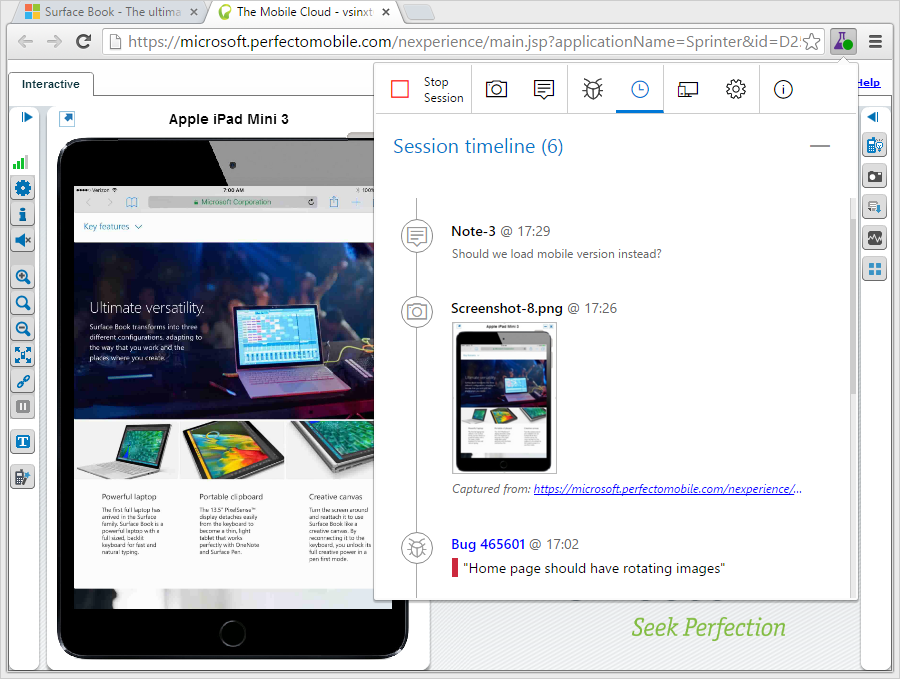 Surface Book - The ultima
The Mobile Cloud - vsinxt
https://microsoft.perfectomobile.com/nexperience/main.jsp?applicationName=Sprinter&id=D25
Interactive
Help
Stop
Session
Session timeline (6)
Apple iPad Mini 3
Verizon
7:00 AM
100%
Microsoft Corporation
Key features
Ultimate versatility.
Surface Book transforms into three
different configurations, adapting to
the way that you work and the
places where you create.
Powerful laptop
The first full laptop has
arrived in the Surface
family. Surface Book is a
powerful laptop with a
full sized, backlit
keyboard for fast and
natural typing.
Portable clipboard
The 13.5" PixelSense™
display detaches easily
from the keyboard to
become a thin, light
tablet that works
perfectly with OneNote
and Surface Pen.
Creative canvas
Turn the screen around
and reattach it to use
Surface Book like a
creative canvas. By
reconnecting it to the
keyboard, you unlock its
full creative power in a
pen first mode.
Note-3 @ 17:29
Should we load mobile version instead?
Screenshot-8.png @ 17:26
Apple iPad Mini 3
Ultimate versatility.
Captured from: https://microsoft.perfectomobile.com/nexperience/...
Bug 465601 @ 17:02
"Home page should have rotating images"
Seek Perfection